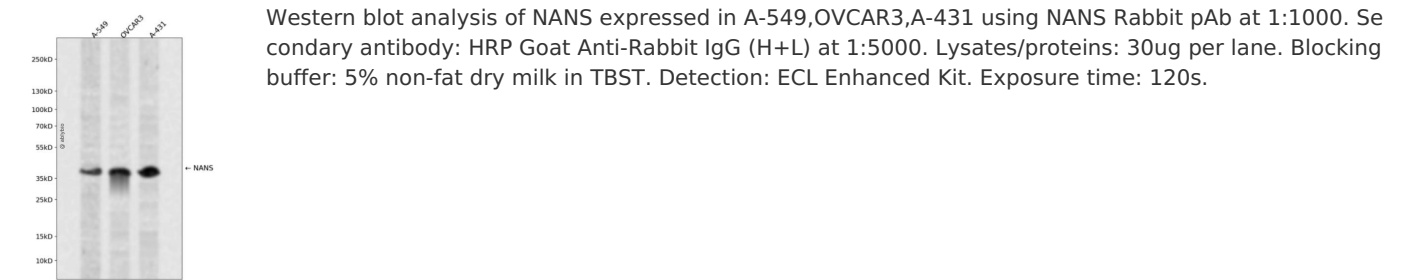 A-549
OVCAR3
A-431
250kD
130kD
100kD
70kD
55kD
35kD
25kD
15kD
10kD
← NANS
Western blot analysis of NANS expressed in A-549,OVCAR3,A-431 using NANS Rabbit pAb at 1:1000. Se
condary antibody: HRP Goat Anti-Rabbit IgG (H+L) at 1:5000. Lysates/proteins: 30ug per lane. Blocking
buffer: 5% non-fat dry milk in TBST. Detection: ECL Enhanced Kit. Exposure time: 120s.